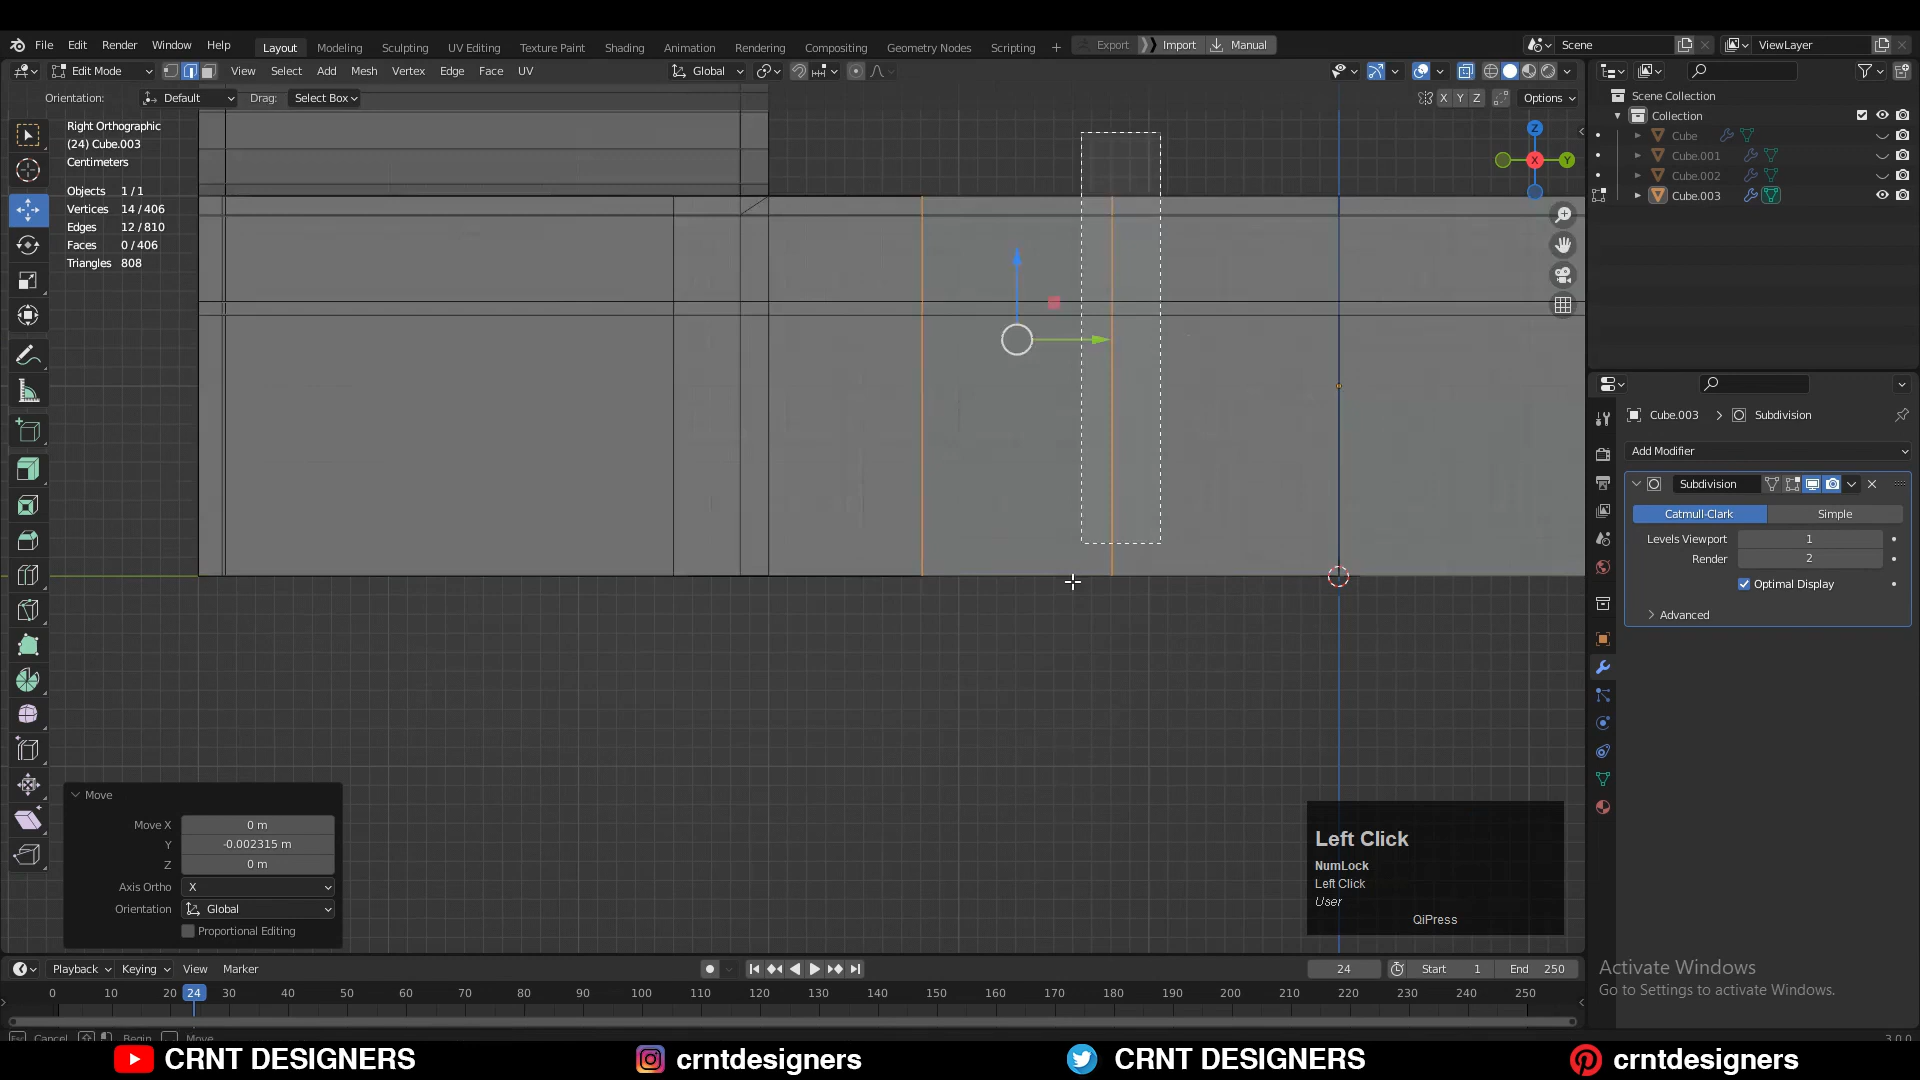 File Edit Render Window Help Layout Modeling Sculpting UV Editing Texture Paint Shading Animation Rendering Compositing Geometry Nodes Scripting + Export Import Manual Scene ViewLayer
Edit Mode View Select Add Mesh Vertex Edge Face UV Global
Orientation: Default Drag: Select Box X Y Z Options
Right Orthographic
(24) Cube.003
Centimeters
Objects 1/1
Vertices 14/406
Edges 12/810
Faces 0/406
Triangles 808
Z
X
Y
Scene Collection
Collection
Cube
Cube.001
Cube.002
Cube.003
Cube.003 > Subdivision
Add Modifier
Subdivision
Catmull-Clark Simple
Levels Viewport 1
Render 2
Optimal Display
Advanced
Move
Move X 0 m
Y -0.002315 m
Z 0 m
Axis Ortho X
Orientation Global
Proportional Editing
Left Click
NumLock
Left Click
User
QiPress
Activate Windows
Go to Settings to activate Windows.
Playback Keying View Marker 24 Start 1 End 250
0 10 20 24 30 40 50 60 70 80 90 100 110 120 130 140 150 160 170 180 190 200 210 220 230 240 250
Cancel Begin Move 3.0.0
CRNT DESIGNERS crntdesigners CRNT DESIGNERS crntdesigners